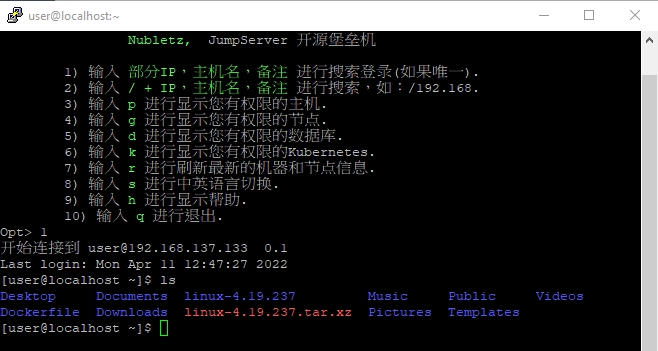 user@localhost:~
Nubletz, JumpServer 开源堡垒机
1) 输入 部分IP，主机名，备注 进行搜索登录(如果唯一).
2) 输入 / + IP，主机名，备注 进行搜索，如：/192.168.
3) 输入 p 进行显示您有权限的主机.
4) 输入 g 进行显示您有权限的节点.
5) 输入 d 进行显示您有权限的数据库.
6) 输入 k 进行显示您有权限的Kubernetes.
7) 输入 r 进行刷新最新的机器和节点信息.
8) 输入 s 进行中英语言切换.
9) 输入 h 进行显示帮助.
10) 输入 q 进行退出.
Opt> 1
开始连接到 user@192.168.137.133 0.1
Last login: Mon Apr 11 12:47:27 2022
[user@localhost ~]$ ls
Desktop Documents linux-4.19.237 Music Public Videos
Dockerfile Downloads linux-4.19.237.tar.xz Pictures Templates
[user@localhost ~]$